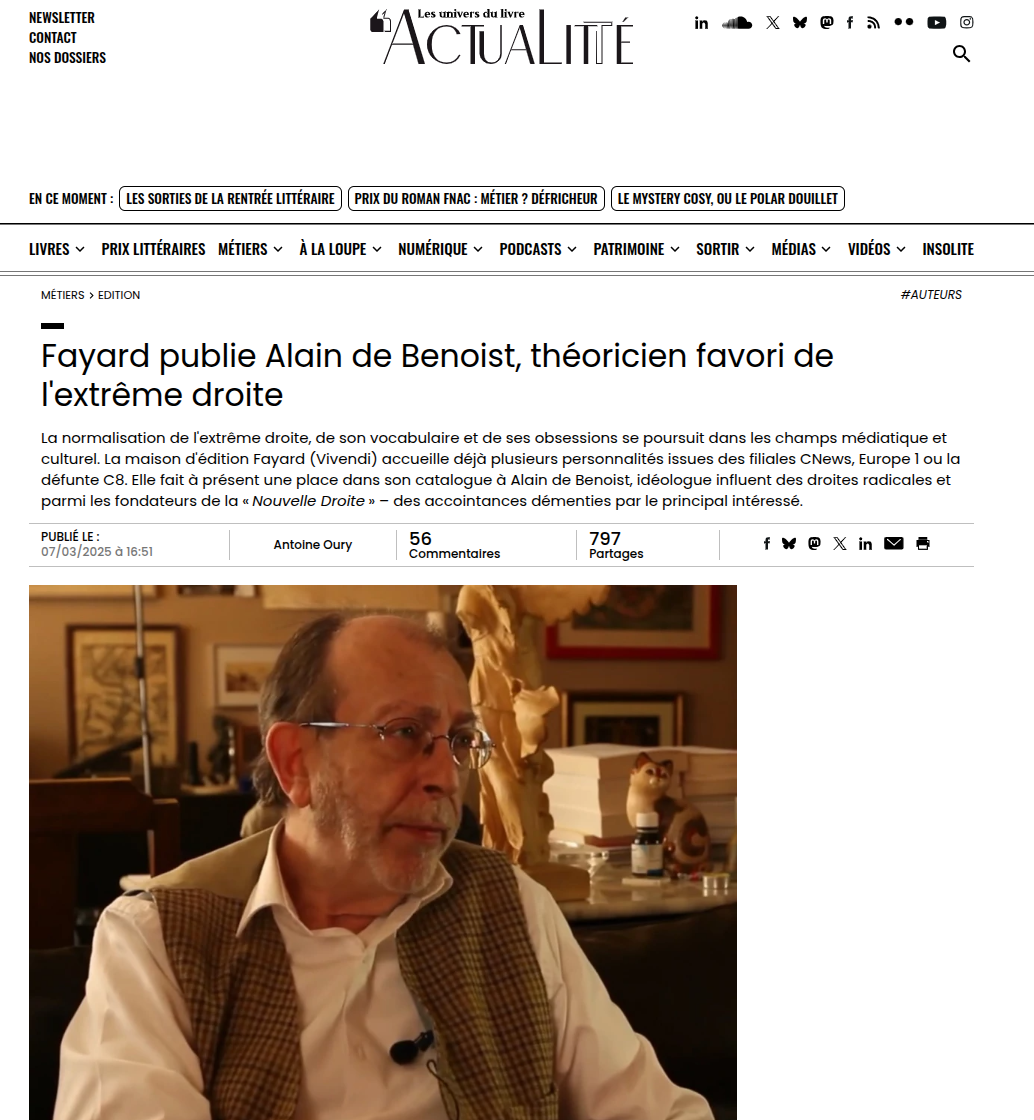 NEWSLETTER
CONTACT
NOS DOSSIERS
Les univers du livre
ACTUALITTÉ
EN CE MOMENT : LES SORTIES DE LA RENTRÉE LITTÉRAIRE PRIX DU ROMAN FNAC : MÉTIER ? DÉFRICHEUR LE MYSTERY COSY, OU LE POLAR DOUILLET
LIVRES PRIX LITTÉRAIRES MÉTIERS À LA LOUPE NUMÉRIQUE PODCASTS PATRIMOINE SORTIR MÉDIAS VIDÉOS INSOLITE
MÉTIERS > EDITION #AUTEURS
Fayard publie Alain de Benoist, théoricien favori de
l'extrême droite
La normalisation de l'extrême droite, de son vocabulaire et de ses obsessions se poursuit dans les champs médiatique et
culturel. La maison d'édition Fayard (Vivendi) accueille déjà plusieurs personnalités issues des filiales CNews, Europe 1 ou la
défunte C8. Elle fait à présent une place dans son catalogue à Alain de Benoist, idéologue influent des droites radicales et
parmi les fondateurs de la « Nouvelle Droite » – des accointances démenties par le principal intéressé.
PUBLIÉ LE :
07/03/2025 à 16:51
Antoine Oury
56
Commentaires
797
Partages